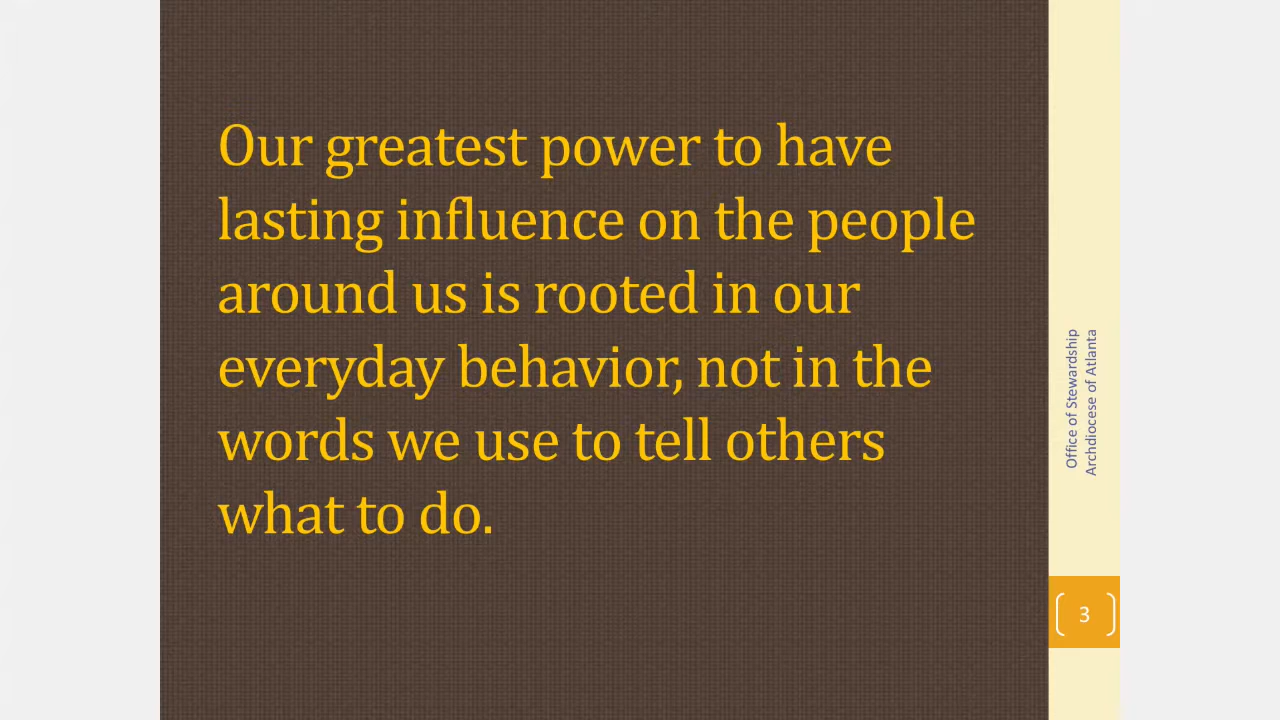 Our greatest power to have
lasting influence on the people
around us is rooted in our
everyday behavior, not in the
words we use to tell others
what to do.
Office of Stewardship
Archdiocese of Atlanta
3